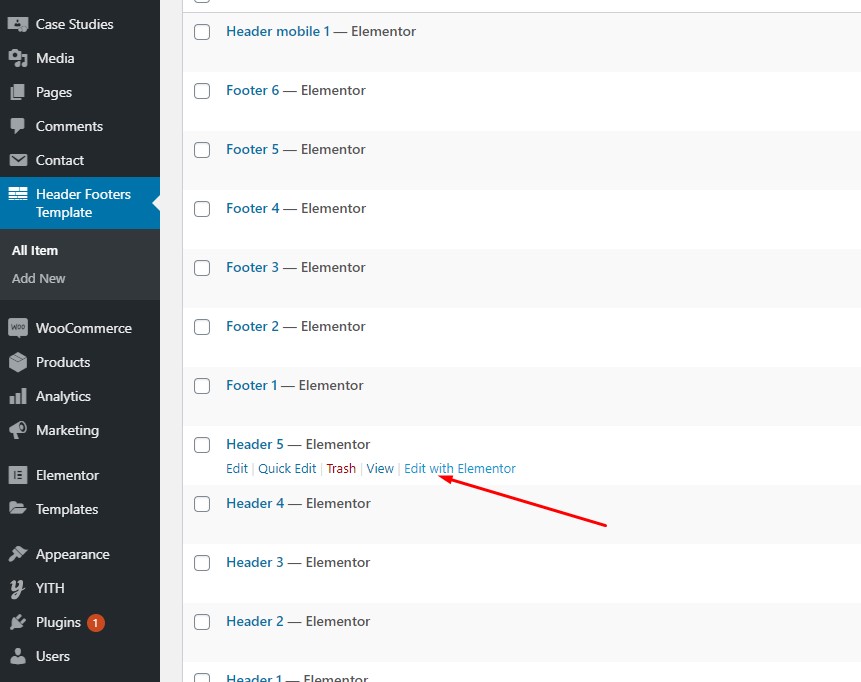 Case Studies
Media
Pages
Comments
Contact
Header Footers
Template
All Item
Add New
WooCommerce
Products
Analytics
Marketing
Elementor
Templates
Appearance
YITH
Plugins 1
Users
Header mobile 1 — Elementor
Footer 6 — Elementor
Footer 5 — Elementor
Footer 4 — Elementor
Footer 3 — Elementor
Footer 2 — Elementor
Footer 1 — Elementor
Header 5 — Elementor
Edit | Quick Edit | Trash | View | Edit with Elementor
Header 4 — Elementor
Header 3 — Elementor
Header 2 — Elementor
Header 1 — Elementor